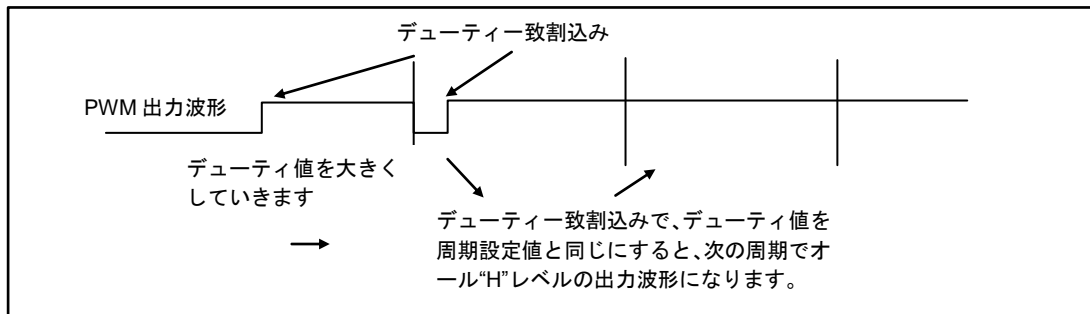 デューティー致割込み
PWM 出力波形
デューティ値を大きく
していきます
デューティー致割込みで、デューティ値を
周期設定値と同じにすると、次の周期でオ
ール“H”レベルの出力波形になります。